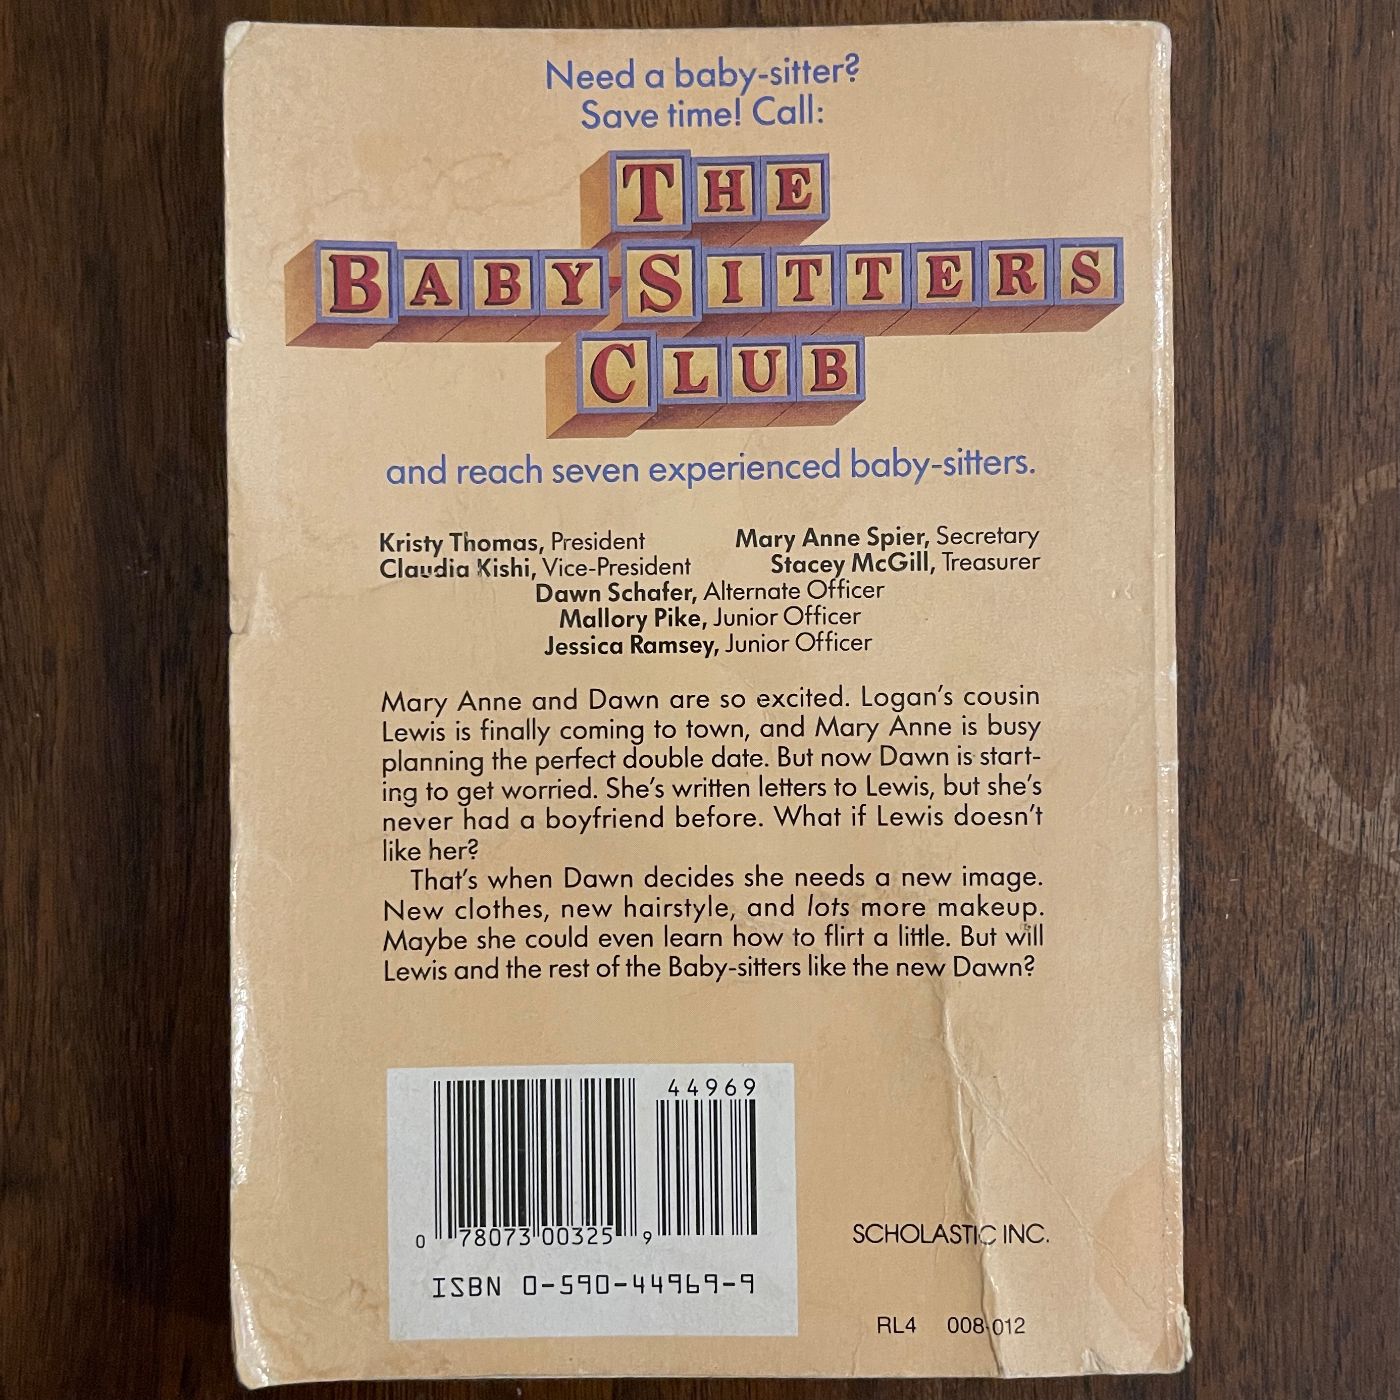 Need a baby-sitter?
Save time! Call:
THE
BABY-SITTERS
CLUB
and reach seven experienced baby-sitters.
Kristy Thomas, President Mary Anne Spier, Secretary
Claudia Kishi, Vice-President Stacey McGill, Treasurer
Dawn Schafer, Alternate Officer
Mallory Pike, Junior Officer
Jessica Ramsey, Junior Officer
Mary Anne and Dawn are so excited. Logan's cousin
Lewis is finally coming to town, and Mary Anne is busy
planning the perfect double date. But now Dawn is start-
ing to get worried. She's written letters to Lewis, but she's
never had a boyfriend before. What if Lewis doesn't
like her?
That's when Dawn decides she needs a new image.
New clothes, new hairstyle, and lots more makeup.
Maybe she could even learn how to flirt a little. But will
Lewis and the rest of the Baby-sitters like the new Dawn?
44969
0 78073 00325 9
ISBN 0-590-44969-9
SCHOLASTIC INC.
RL4 008-012